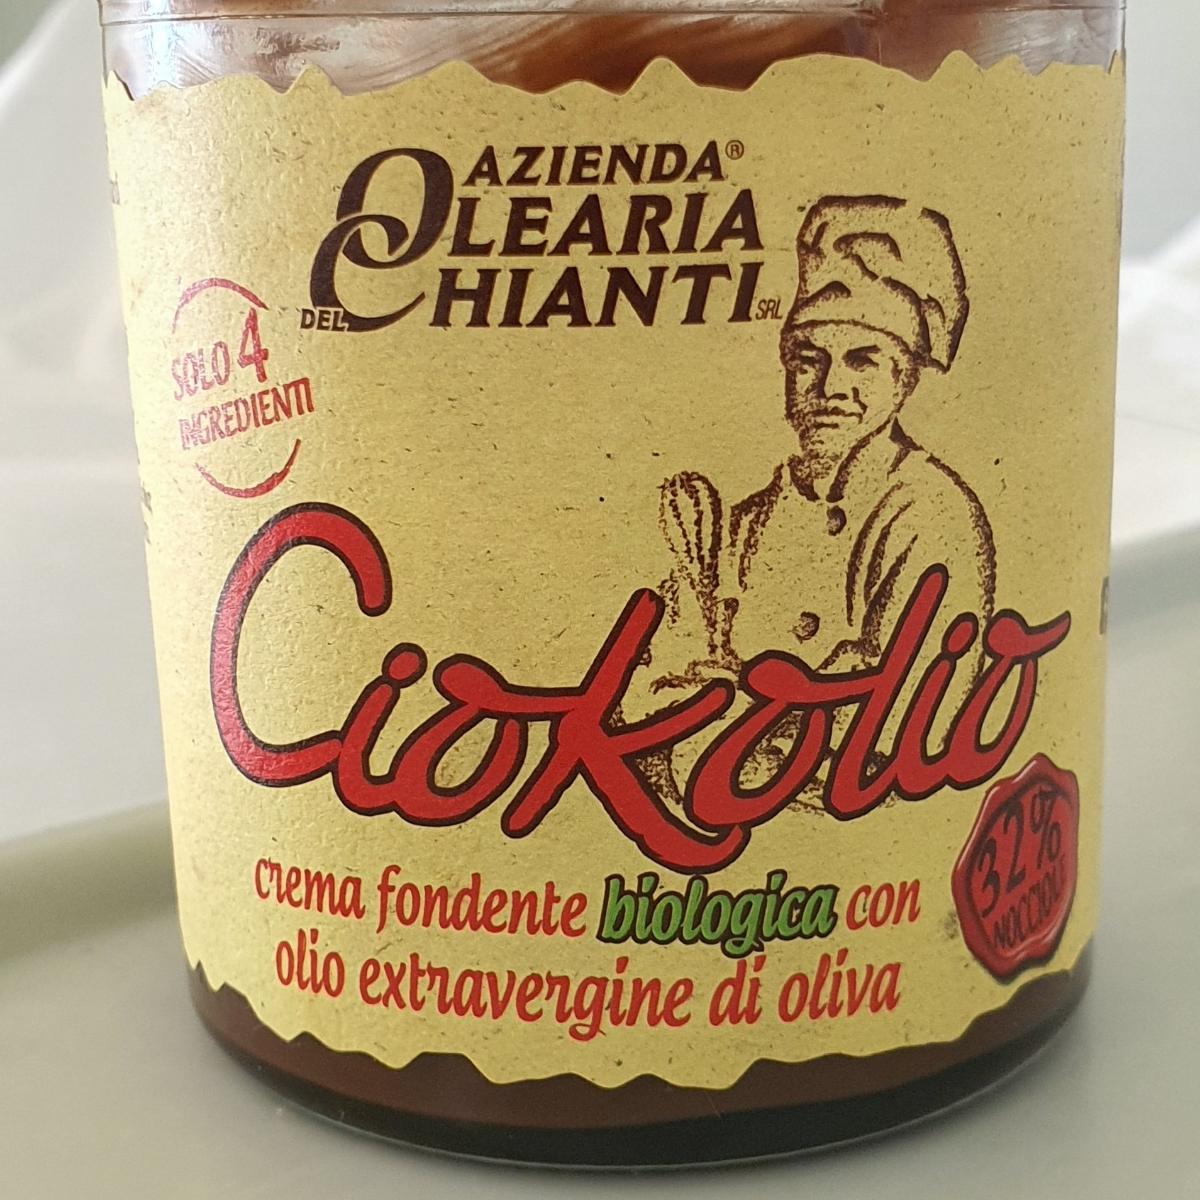 AZIENDA®
OLEARIA
DEL CHIANTI SRL
SOLO 4
INGREDIENTI
Ciokolio
crema fondente biologica con
olio extravergine di oliva
32%
NOCCIOLE